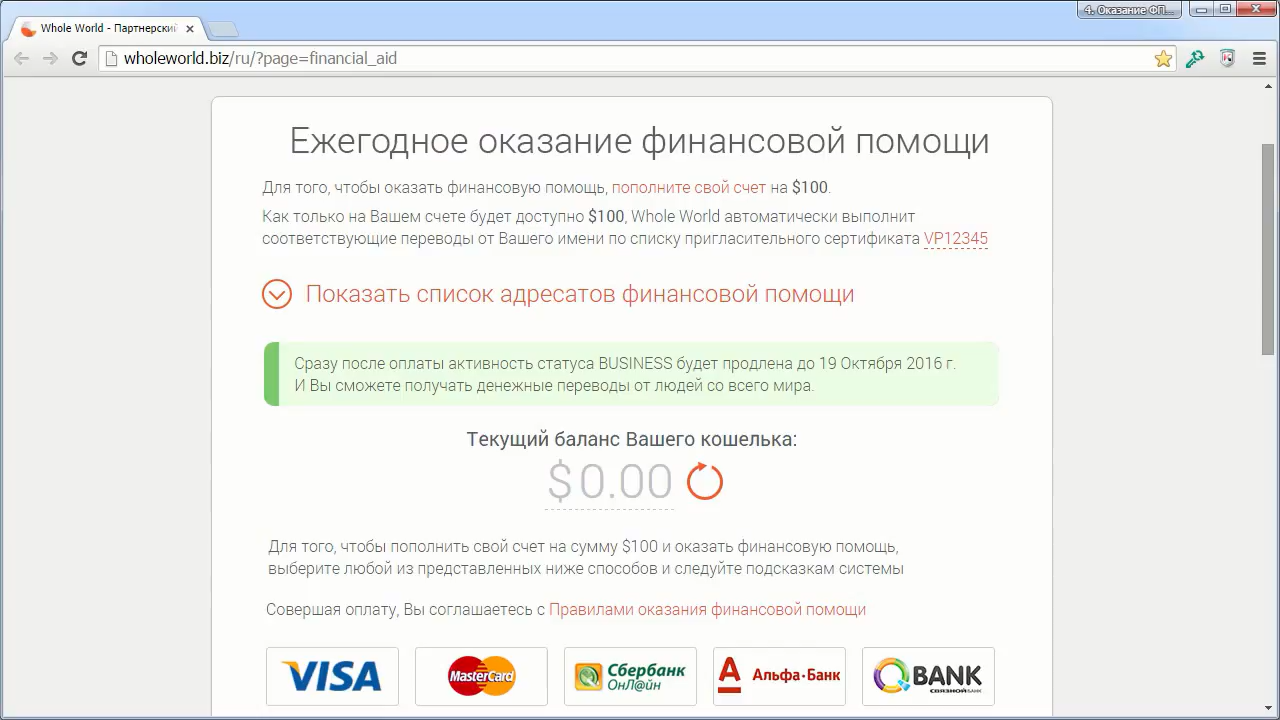 4. Оказание ФП...
Whole World - Партнерский
wholeworld.biz/ru/?page=financial_aid
Ежегодное оказание финансовой помощи
Для того, чтобы оказать финансовую помощь, пополните свой счет на $100.
Как только на Вашем счете будет доступно $100, Whole World автоматически выполнит
соответствующие переводы от Вашего имени по списку пригласительного сертификата VP12345
Показать список адресатов финансовой помощи
Сразу после оплаты активность статуса BUSINESS будет продлена до 19 Октября 2016 г.
И Вы сможете получать денежные переводы от людей со всего мира.
Текущий баланс Вашего кошелька:
$0.00
Для того, чтобы пополнить свой счет на сумму $100 и оказать финансовую помощь,
выберите любой из представленных ниже способов и следуйте подсказкам системы
Совершая оплату, Вы соглашаетесь с Правилами оказания финансовой помощи
VISA MasterCard Сбербанк ОнЛ@йн Альфа·Банк QBANK СВЯЗНОЙБАНК